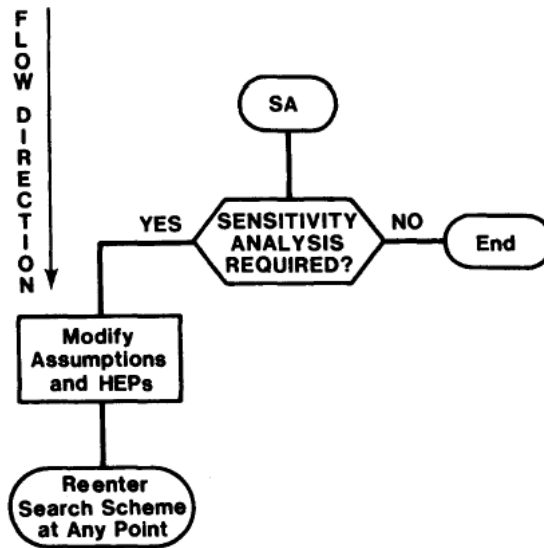 FLOW DIRECTION
SA
YES
SENSITIVITY
ANALYSIS
REQUIRED?
NO
End
Modify
Assumptions
and HEPs
Reenter
Search Scheme
at Any Point